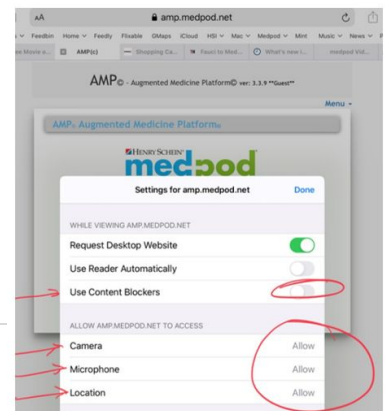 AA amp.medpod.net
Feedbin Home Feedly Flixable GMaps iCloud HSI Mac Medpod Mint Music News
AMP(c) Shopping Ca... Fauci to Med... What's new i... medpod Vid...
AMP© - Augmented Medicine Platform© ver: 3.3.9 **Guest**
Menu
AMP® Augmented Medicine Platform®
HENRY SCHEIN®
medpod
Settings for amp.medpod.net Done
WHILE VIEWING AMP.MEDPOD.NET
Request Desktop Website
Use Reader Automatically
Use Content Blockers
ALLOW AMP.MEDPOD.NET TO ACCESS
Camera Allow
Microphone Allow
Location Allow